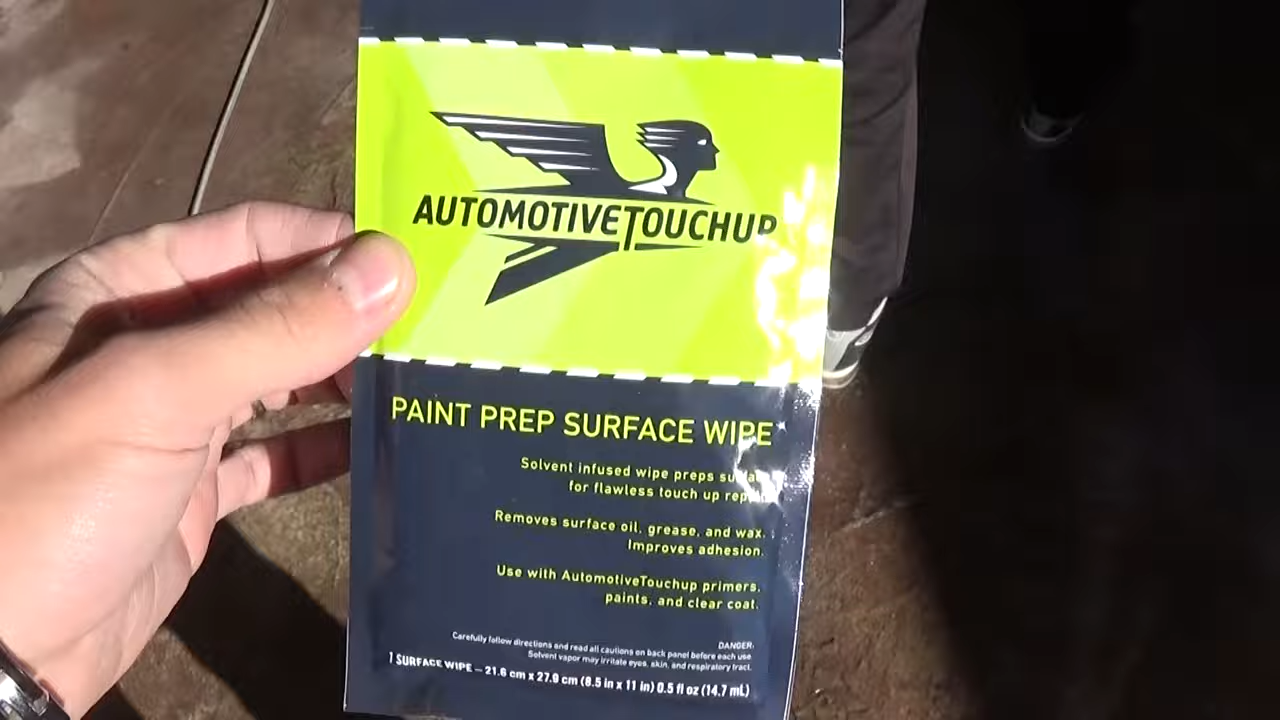 AUTOMOTIVETOUCHUP
PAINT PREP SURFACE WIPE
Solvent infused wipe preps
for flawless touch up
Removes surface oil, grease, and wax.
Improves adhesion.
Use with AutomotiveTouchup primers,
paints, and clear coat.
DANGER:
Carefully follow directions and read all cautions on back panel before each use.
Solvent vapor may irritate eyes, skin, and respiratory tract.
1 SURFACE WIPE — 21.6 cm x 27.9 cm (8.5 in x 11 in) 0.5 fl oz (14.7 mL)